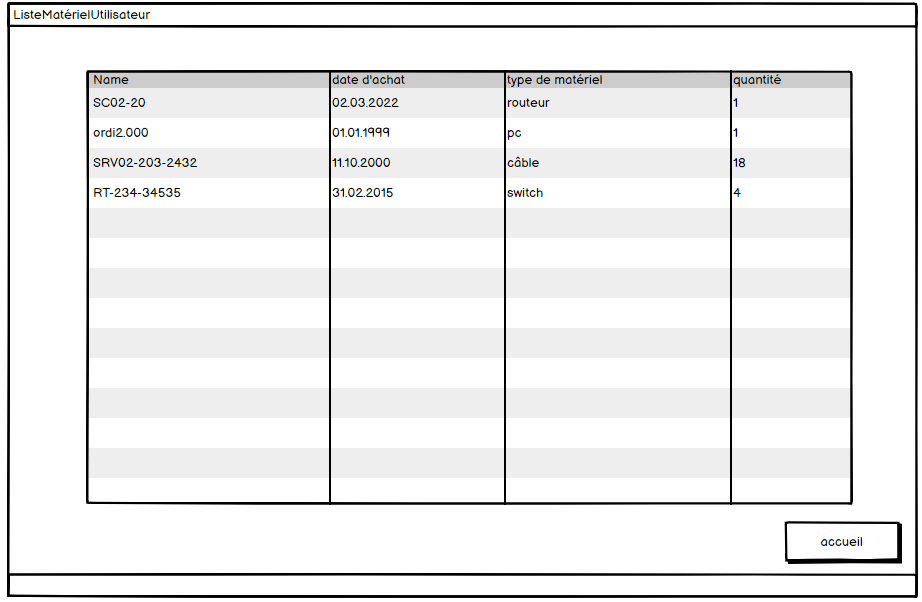 ListeMatérielUtilisateur
Name date d'achat type de matériel quantité
SC02-20 02.03.2022 routeur 1
ordi2.000 01.01.1999 pc 1
SRV02-203-2432 11.10.2000 câble 18
RT-234-34535 31.02.2015 switch 4
accueil